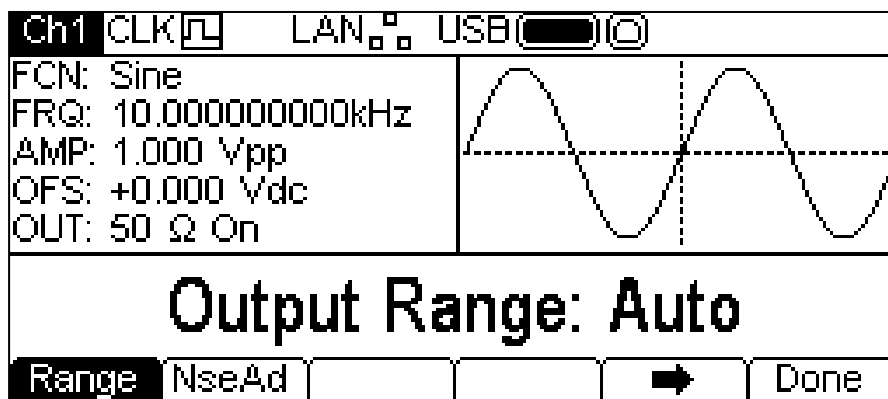 Ch1 CLK LAN USB
FCN: Sine
FRQ: 10.000000000kHz
AMP: 1.000 Vpp
OFS: +0.000 Vdc
OUT: 50 Ω On
Output Range: Auto
Range NseAd Done